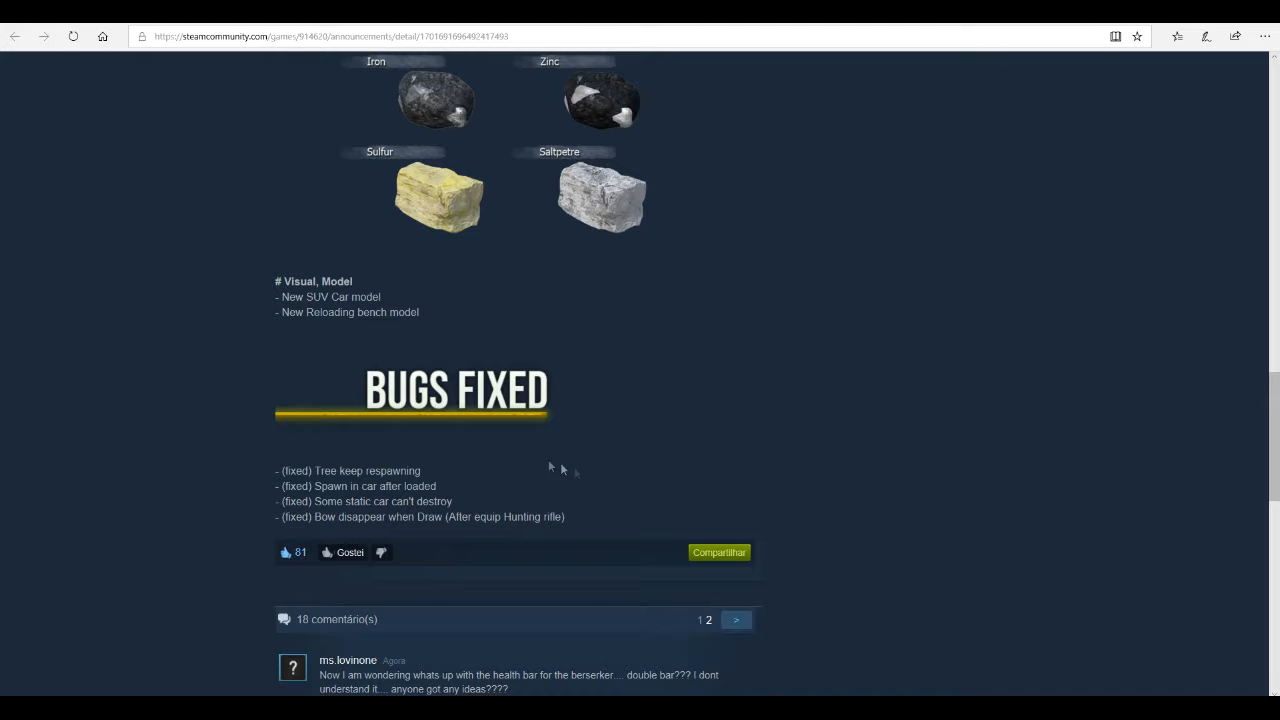 https://steamcommunity.com/games/914620/announcements/detail/1701691696492417493
Iron
Zinc
Sulfur
Saltpetre
# Visual, Model
- New SUV Car model
- New Reloading bench model
BUGS FIXED
- (fixed) Tree keep respawning
- (fixed) Spawn in car after loaded
- (fixed) Some static car can't destroy
- (fixed) Bow disappear when Draw (After equip Hunting rifle)
81 Gostei Compartilhar
18 comentário(s) 1 2 >
? ms.lovinone Agora
Now I am wondering whats up with the health bar for the berserker.... double bar??? I dont
understand it.... anyone got any ideas????